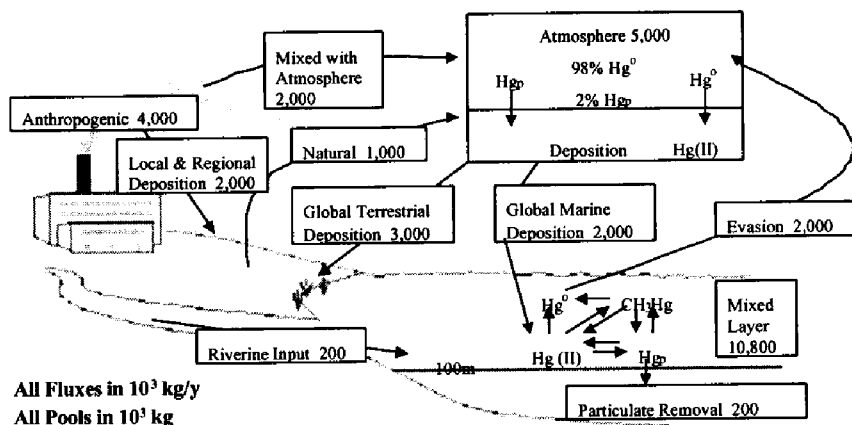 Mixed with
Atmosphere
2,000
Atmosphere 5,000
98% Hg⁰
Hgₚ
Hg⁰
2% Hgₚ
Anthropogenic 4,000
Natural 1,000
Deposition
Hg(II)
Local & Regional
Deposition 2,000
Global Terrestrial
Deposition 3,000
Global Marine
Deposition 2,000
Evasion 2,000
Hg⁰
CH₃Hg
Mixed
Layer
10,800
Riverine Input 200
100m
Hg (II)
Hgₚ
All Fluxes in 10³ kg/y
All Pools in 10³ kg
Particulate Removal 200